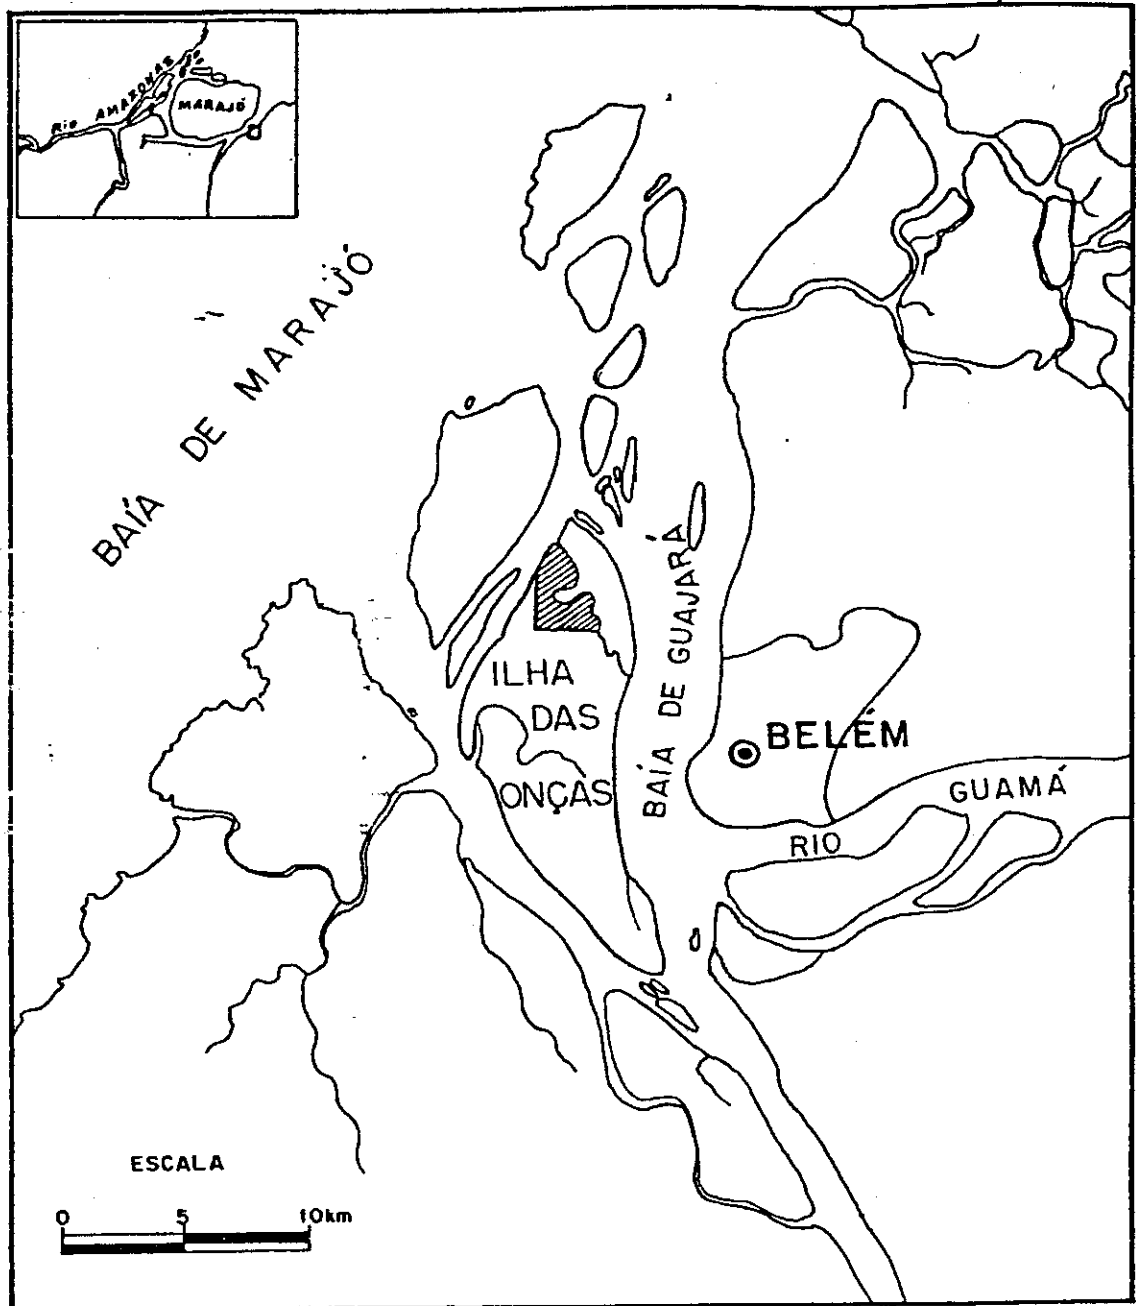 Rio AMAZONAS
MARAJÓ
BAÍA DE MARAJÓ
BAÍA DE GUAJARÁ
ILHA
DAS
ONÇAS
BELÉM
RIO GUAMÁ
ESCALA
0 5 10km